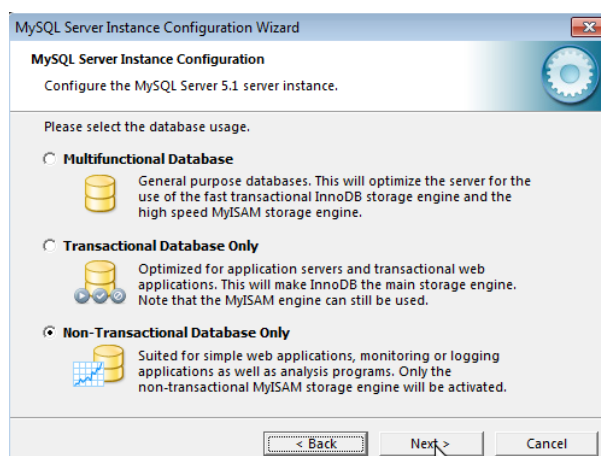 MySQL Server Instance Configuration Wizard
MySQL Server Instance Configuration
Configure the MySQL Server 5.1 server instance.
Please select the database usage.
Multifunctional Database
General purpose databases. This will optimize the server for the
use of the fast transactional InnoDB storage engine and the
high speed MyISAM storage engine.
Transactional Database Only
Optimized for application servers and transactional web
applications. This will make InnoDB the main storage engine.
Note that the MyISAM engine can still be used.
Non-Transactional Database Only
Suited for simple web applications, monitoring or logging
applications as well as analysis programs. Only the
non-transactional MyISAM storage engine will be activated.
< Back Next > Cancel